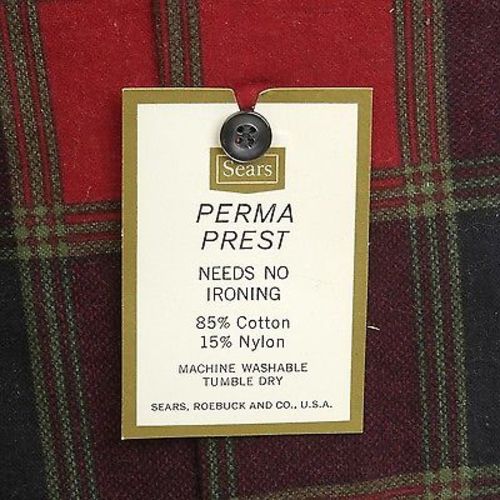 Sears
PERMA
PREST
NEEDS NO
IRONING
85% Cotton
15% Nylon
MACHINE WASHABLE
TUMBLE DRY
SEARS, ROEBUCK AND CO., U.S.A.